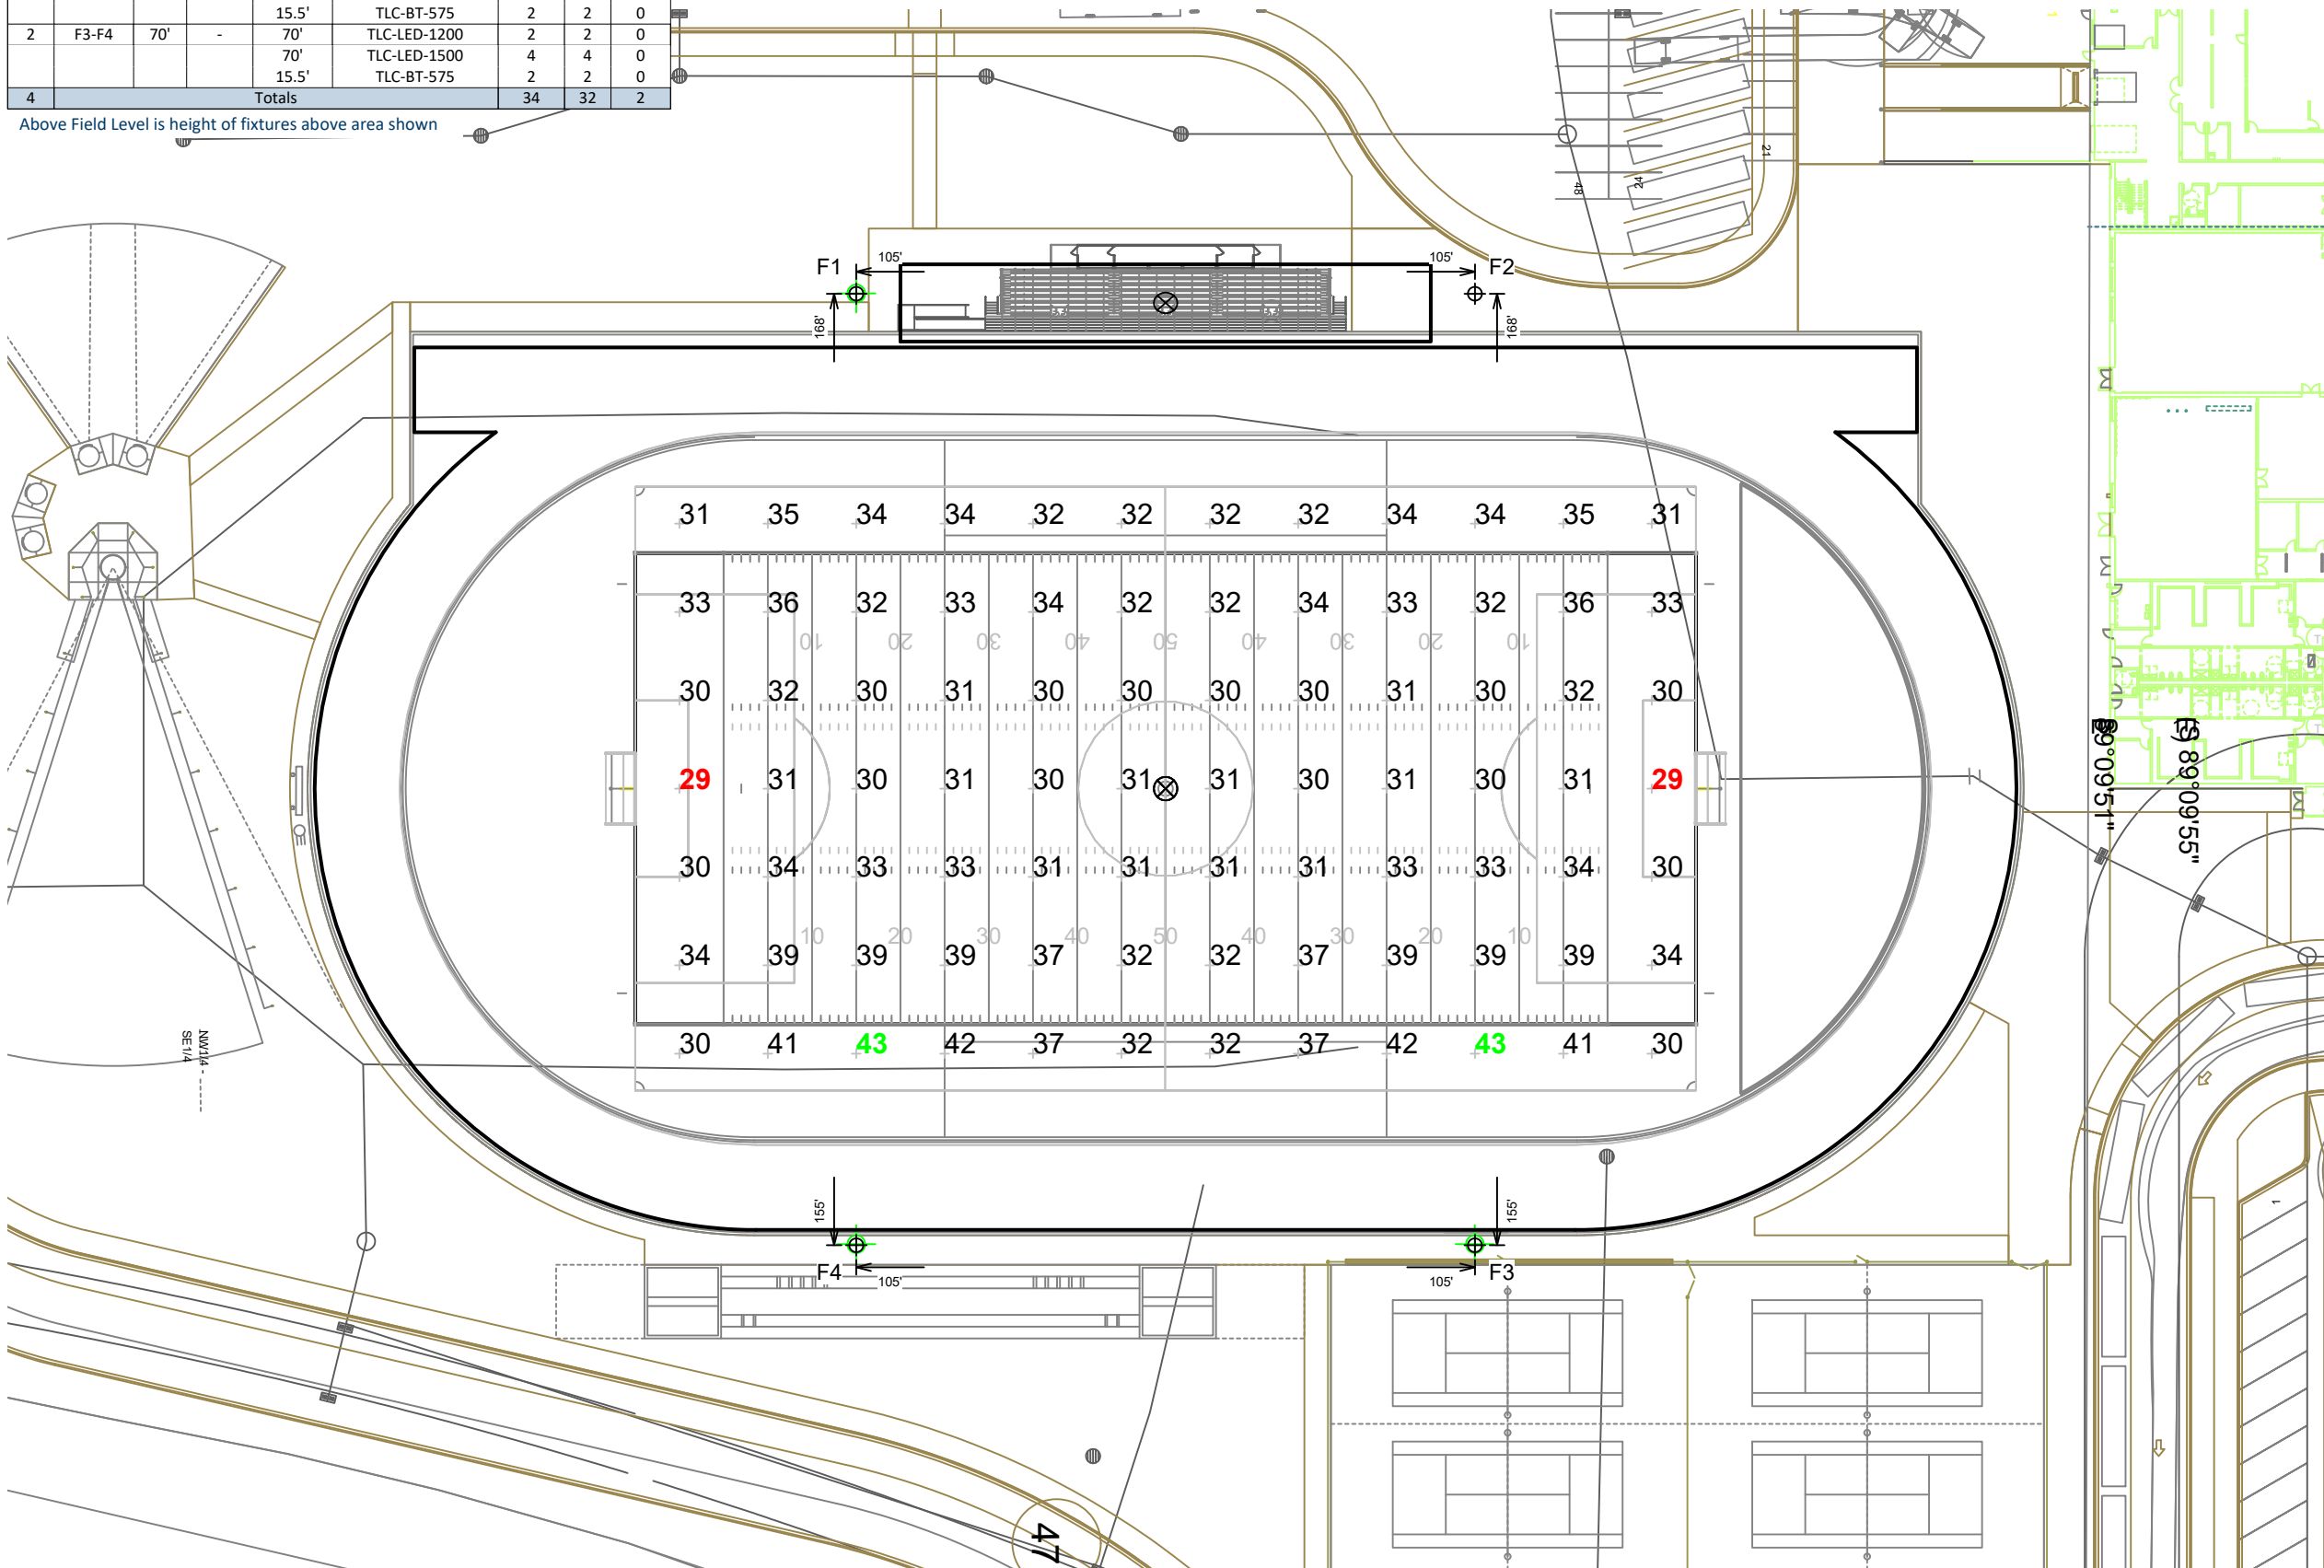 15.5' TLC-BT-575 2 2 0
2 F3-F4 70' - 70' TLC-LED-1200 2 2 0
70' TLC-LED-1500 4 4 0
15.5' TLC-BT-575 2 2 0
4 Totals 34 32 2
Above Field Level is height of fixtures above area shown
21
48
24
F1 105' 105' F2
168' 168'
31 35 34 34 32 32 32 32 34 34 35 31
33 36 32 33 34 32 32 34 33 32 36 33
10 20 30 40 50 40 30 20 10
30 32 30 31 30 30 30 30 31 30 32 30
29 31 30 31 30 31 31 30 31 30 31 29
30 34 33 33 31 31 31 31 33 33 34 30
10 20 30 40 50 40 30 20 10
34 39 39 39 37 32 32 37 39 39 39 34
30 41 43 42 37 32 32 37 42 43 41 30
89°09'55"
NW1/4
SE1/4
155' 155'
F4 105' 105' F3
1
47